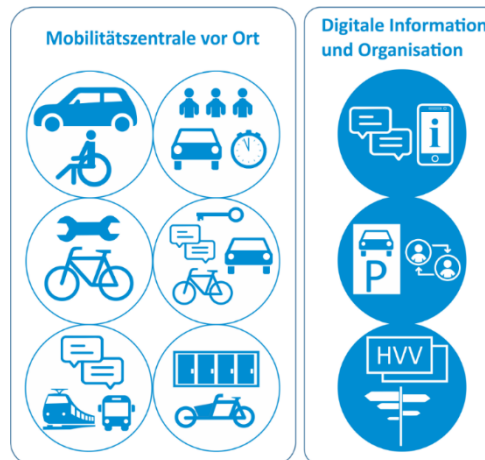 Mobilitätszentrale vor Ort
Digitale Information
und Organisation
i
P
HVV